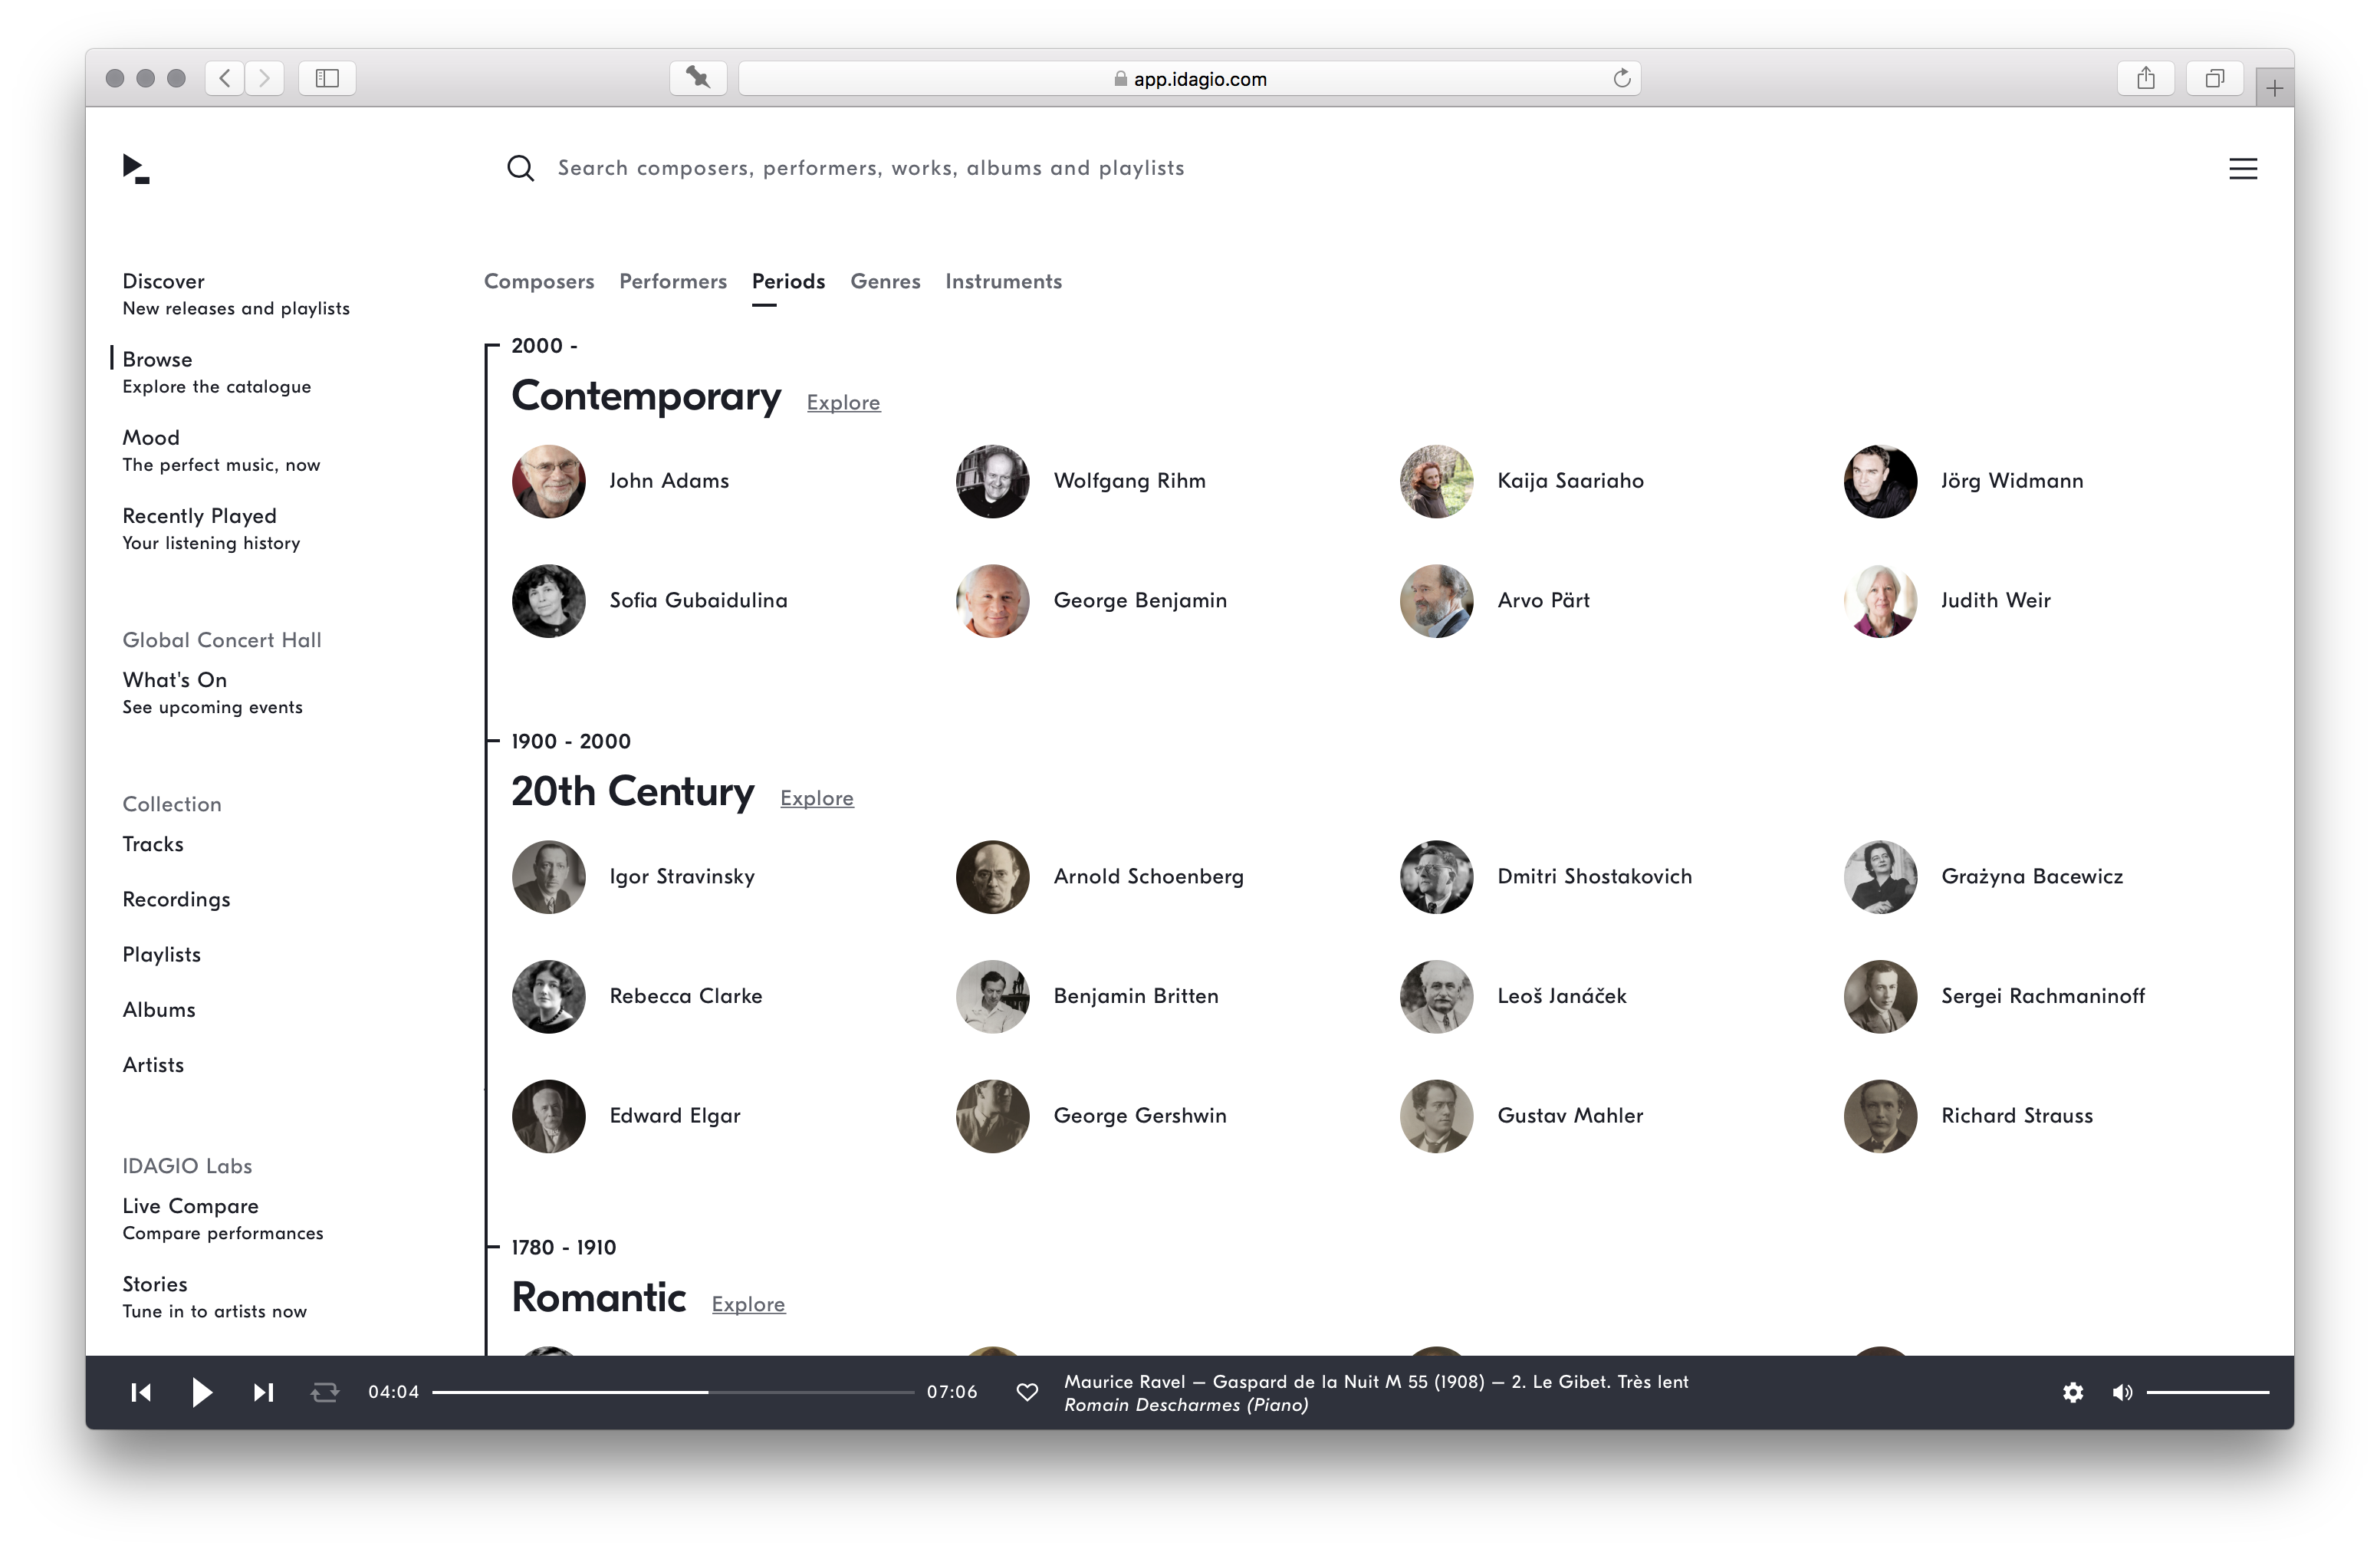 app.idagio.com
Search composers, performers, works, albums and playlists
Discover
New releases and playlists
Browse
Explore the catalogue
Mood
The perfect music, now
Recently Played
Your listening history
Global Concert Hall
What's On
See upcoming events
Collection
Tracks
Recordings
Playlists
Albums
Artists
IDAGIO Labs
Live Compare
Compare performances
Stories
Tune in to artists now
Composers Performers Periods Genres Instruments
2000 -
Contemporary Explore
John Adams Wolfgang Rihm Kaija Saariaho Jörg Widmann
Sofia Gubaidulina George Benjamin Arvo Pärt Judith Weir
1900 - 2000
20th Century Explore
Igor Stravinsky Arnold Schoenberg Dmitri Shostakovich Grażyna Bacewicz
Rebecca Clarke Benjamin Britten Leoš Janáček Sergei Rachmaninoff
Edward Elgar George Gershwin Gustav Mahler Richard Strauss
1780 - 1910
Romantic Explore
04:04 07:06
Maurice Ravel – Gaspard de la Nuit M 55 (1908) – 2. Le Gibet. Très lent
Romain Descharmes (Piano)